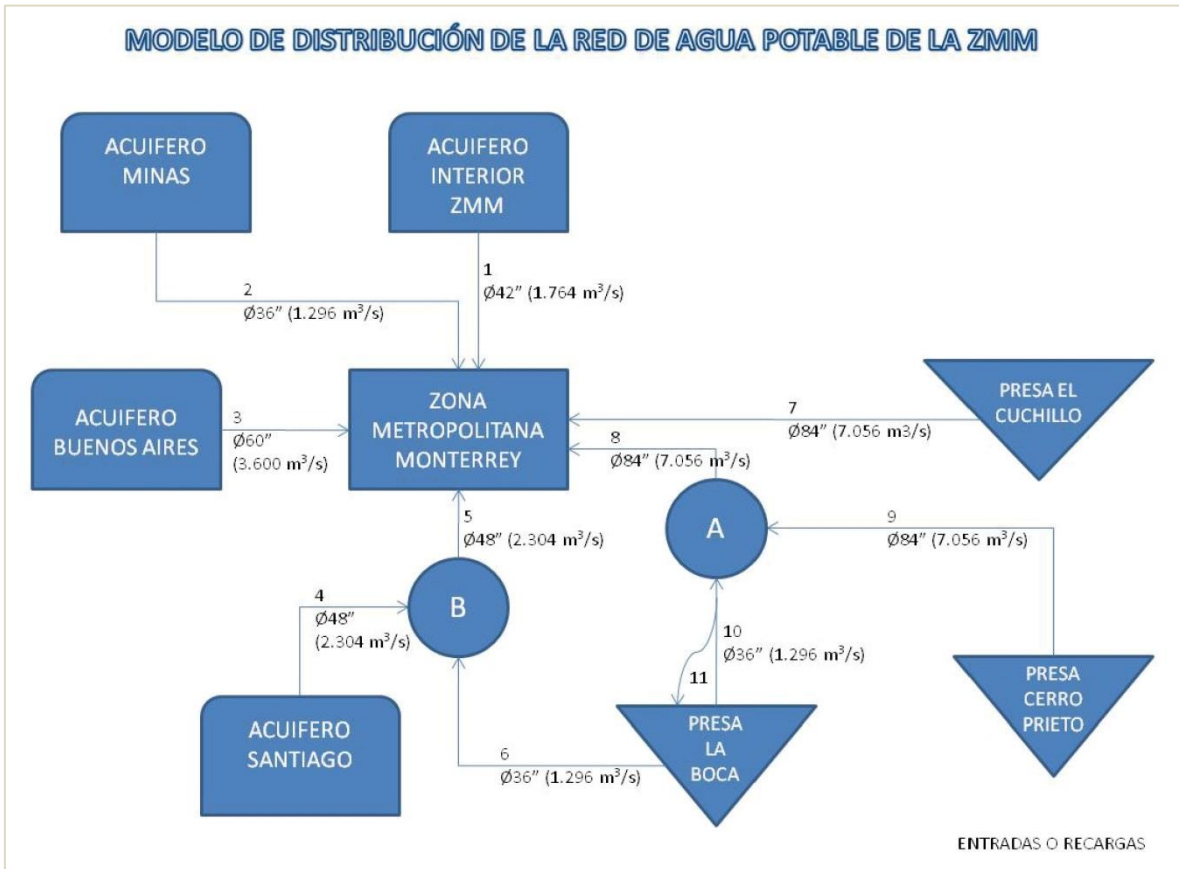 MODELO DE DISTRIBUCIÓN DE LA RED DE AGUA POTABLE DE LA ZMM
ACUIFERO
MINAS
ACUIFERO
INTERIOR
ZMM
1
Ø42” (1.764 m³/s)
2
Ø36” (1.296 m³/s)
ACUIFERO
BUENOS AIRES
3
Ø60”
(3.600 m³/s)
ZONA
METROPOLITANA
MONTERREY
PRESA EL
CUCHILLO
7
Ø84” (7.056 m3/s)
8
Ø84” (7.056 m³/s)
A
9
Ø84” (7.056 m³/s)
5
Ø48” (2.304 m³/s)
B
4
Ø48”
(2.304 m³/s)
10
Ø36” (1.296 m³/s)
11
ACUIFERO
SANTIAGO
6
Ø36” (1.296 m³/s)
PRESA
LA
BOCA
PRESA
CERRO
PRIETO
ENTRADAS O RECARGAS